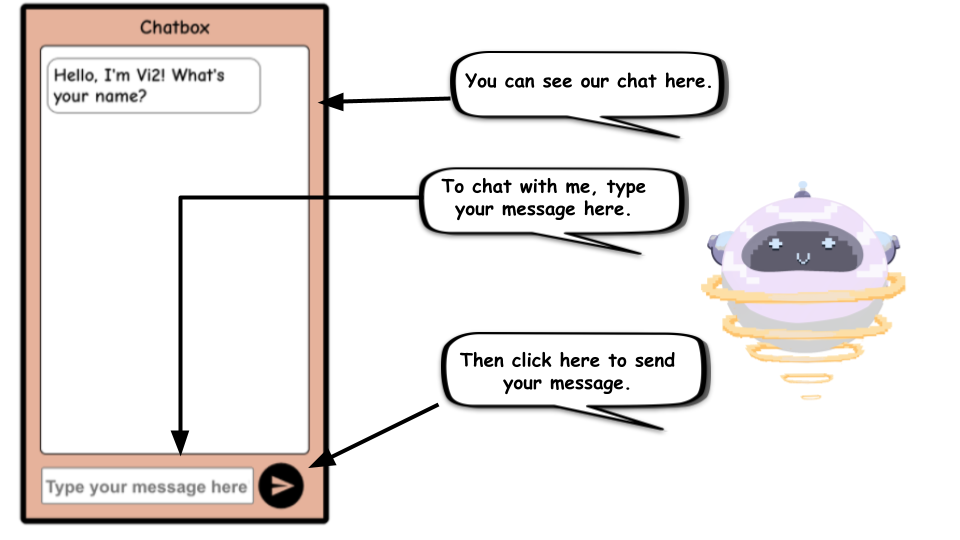 Chatbox
Hello, I'm Vi2! What's
your name?
You can see our chat here.
To chat with me, type
your message here.
Then click here to send
your message.
Type your message here